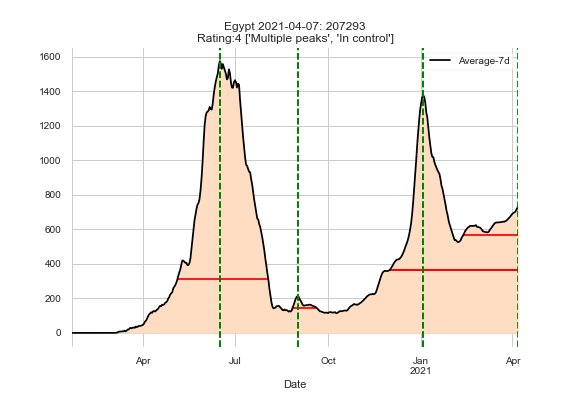 Egypt 2021-04-07: 207293
Rating:4 ['Multiple peaks', 'In control']
Average-7d
1600
1400
1200
1000
800
600
400
200
0
Apr
Jul
Oct
Jan
2021
Apr
Date